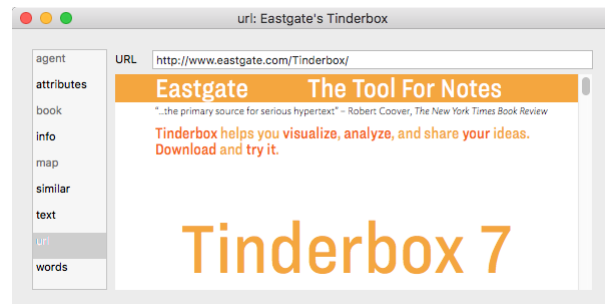 url: Eastgate's Tinderbox
agent
attributes
book
info
map
similar
text
url
words
URL http://www.eastgate.com/Tinderbox/
Eastgate The Tool For Notes
"...the primary source for serious hypertext" – Robert Coover, The New York Times Book Review
Tinderbox helps you visualize, analyze, and share your ideas.
Download and try it.
Tinderbox 7